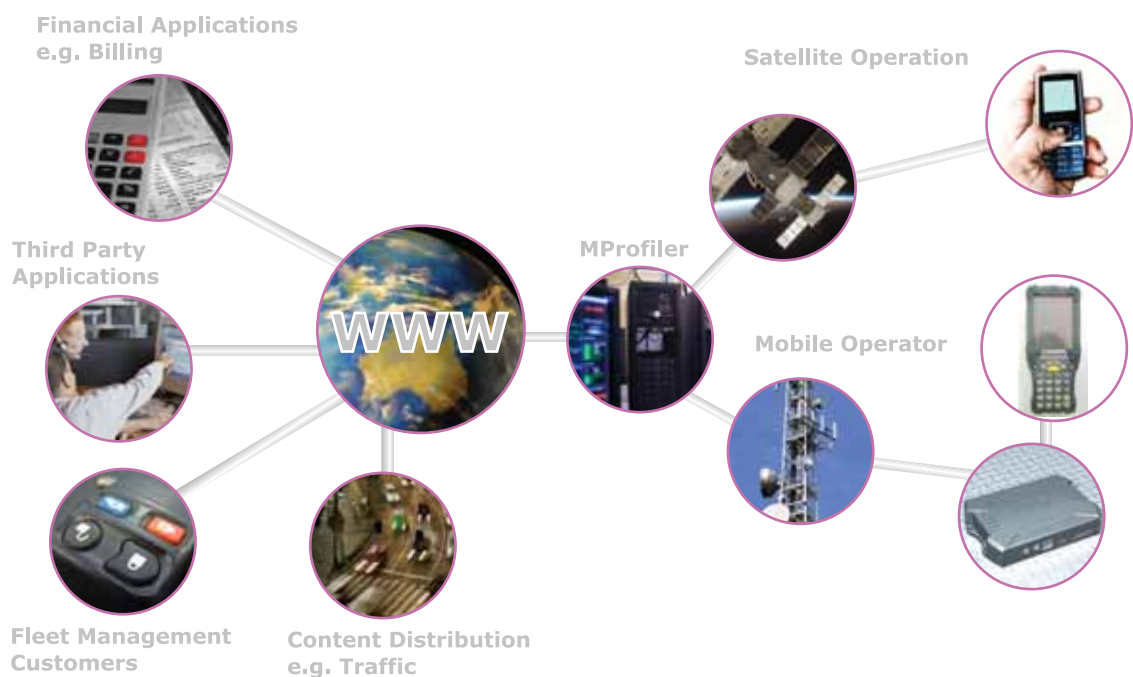 Financial Applications
e.g. Billing
Satellite Operation
Third Party
Applications
MProfiler
WWW
Mobile Operator
Fleet Management
Customers
Content Distribution
e.g. Traffic